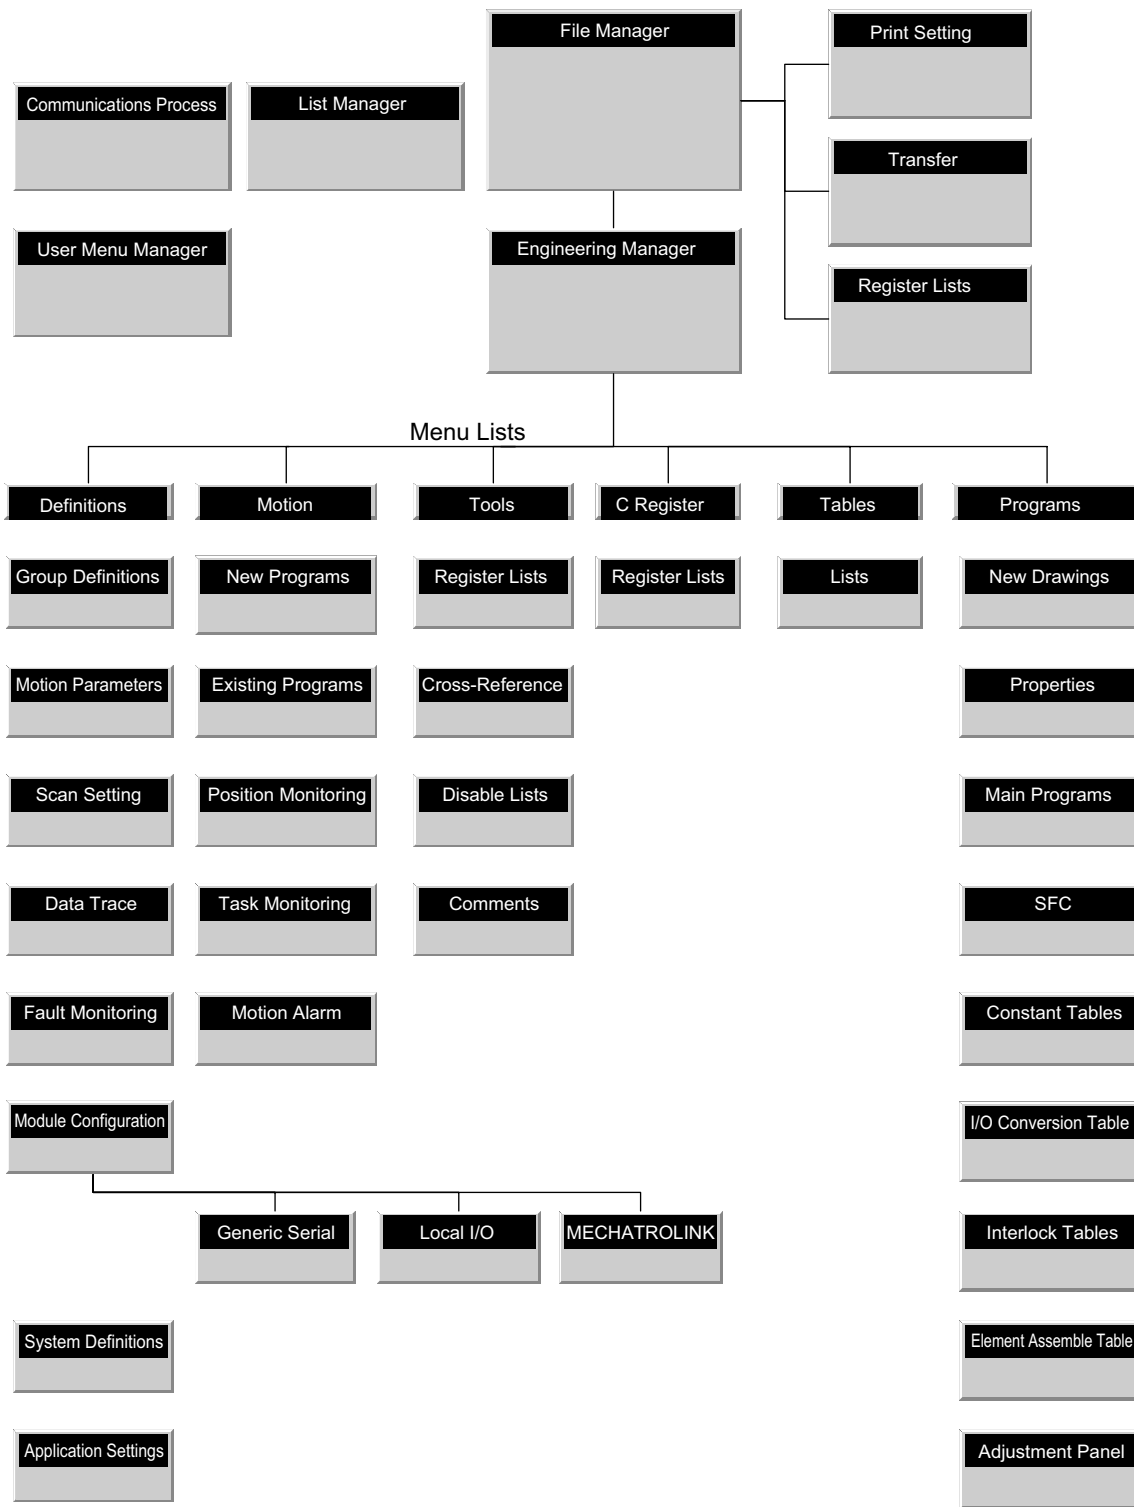 File Manager
Print Setting
Communications Process
List Manager
Transfer
User Menu Manager
Engineering Manager
Register Lists
Menu Lists
Definitions
Motion
Tools
C Register
Tables
Programs
Group Definitions
New Programs
Register Lists
Register Lists
Lists
New Drawings
Motion Parameters
Existing Programs
Cross-Reference
Properties
Scan Setting
Position Monitoring
Disable Lists
Main Programs
Data Trace
Task Monitoring
Comments
SFC
Fault Monitoring
Motion Alarm
Constant Tables
Module Configuration
I/O Conversion Table
Generic Serial
Local I/O
MECHATROLINK
Interlock Tables
System Definitions
Element Assemble Table
Application Settings
Adjustment Panel